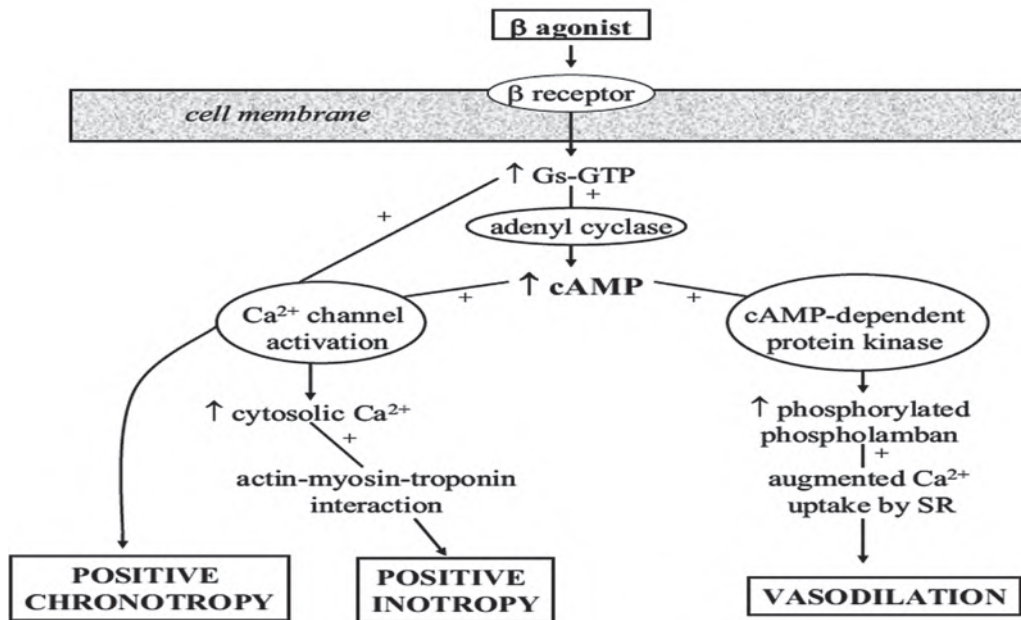 β agonist
β receptor
cell membrane
↑ Gs-GTP
+
+
adenyl cyclase
↑ cAMP
+
+
Ca²⁺ channel
activation
cAMP-dependent
protein kinase
↑ cytosolic Ca²⁺
+
↑ phosphorylated
phospholamban
+
actin-myosin-troponin
interaction
augmented Ca²⁺
uptake by SR
POSITIVE
CHRONOTROPY
POSITIVE
INOTROPY
VASODILATION